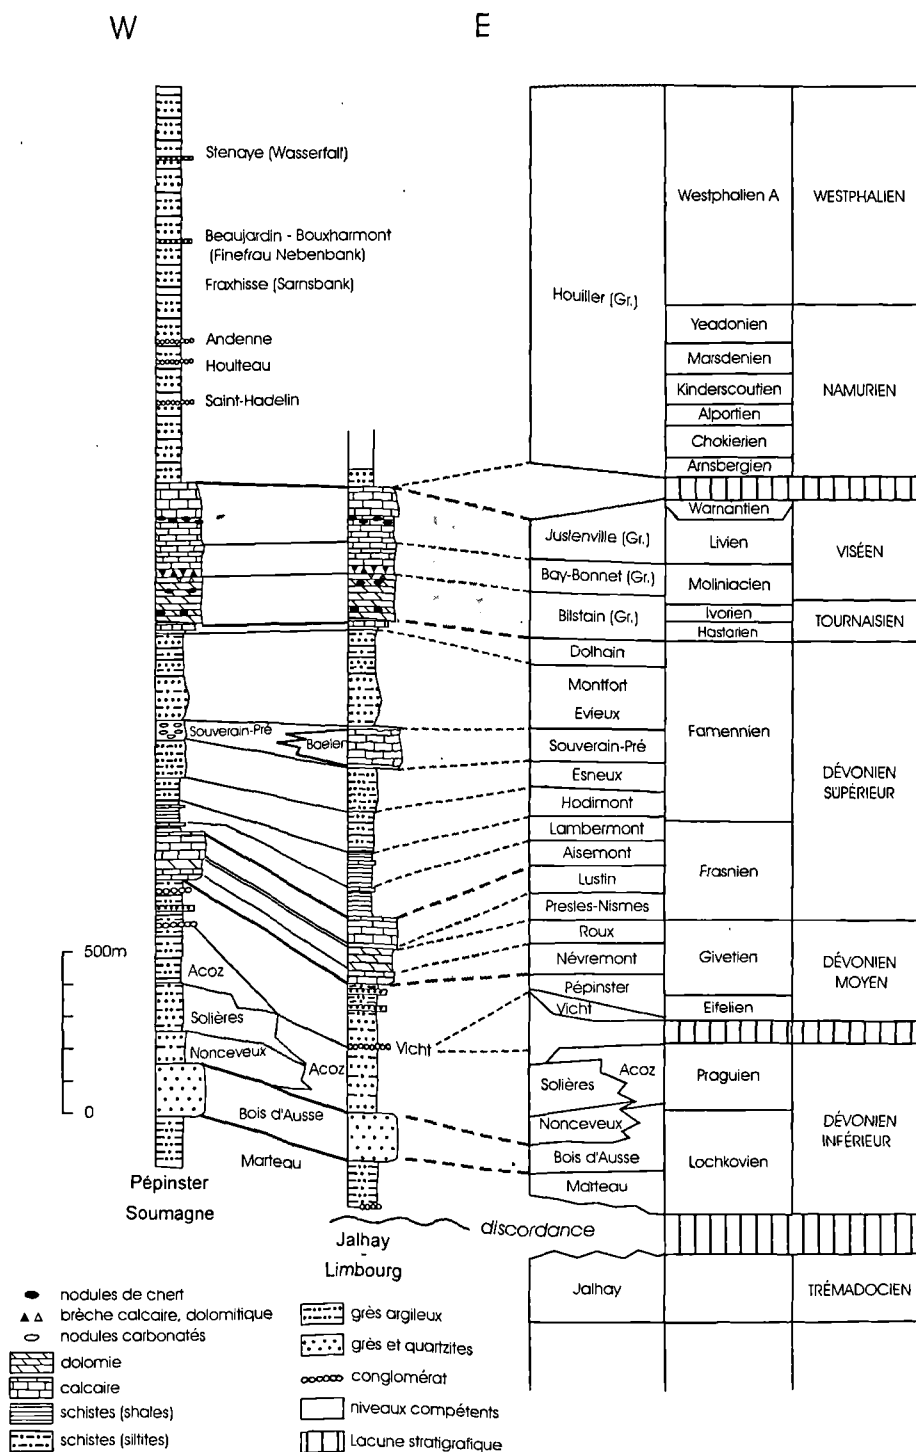 W
E
Stenaye (Wasserfall)
Beaujardin - Bouxharmont
(Finefrau Nebenbank)
Fraxhisse (Sarnsbank)
Andenne
Houlteau
Saint-Hadelin
Souverain-Pré
Baelen
Acoz
Solières
Nonceveux
Acoz
Vicht
Bois d'Ausse
Marteau
500m
0
Pépinster
Soumagne
Jalhay
-
Limbourg
discordance
Houiller (Gr.)
Juslenville (Gr.)
Bay-Bonnet (Gr.)
Bilstain (Gr.)
Dolhain
Montfort
Evieux
Souverain-Pré
Esneux
Hodimont
Lambermont
Aisemont
Lustin
Presles-Nismes
Roux
Névremont
Pépinster
Vicht
Solières
Acoz
Nonceveux
Bois d'Ausse
Marteau
Jalhay
Westphalien A
Yeadonien
Marsdenien
Kinderscoutien
Alportien
Chokierien
Arnsbergien
Warnantien
Livien
Moliniacien
Ivorien
Hastarien
Famennien
Frasnien
Givetien
Eifelien
Praguien
Lochkovien
WESTPHALIEN
NAMURIEN
VISÉEN
TOURNAISIEN
DÉVONIEN
SUPÉRIEUR
DÉVONIEN
MOYEN
DÉVONIEN
INFÉRIEUR
TRÉMADOCIEN
nodules de chert
brèche calcaire, dolomitique
nodules carbonatés
dolomie
calcaire
schistes (shales)
schistes (siltites)
grès argileux
grès et quartzites
conglomérat
niveaux compétents
Lacune stratigrafique